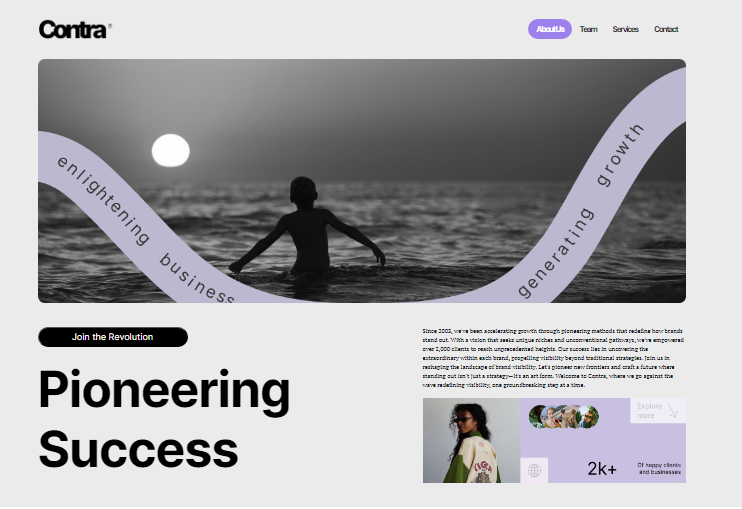 Contra®
About Us
Team
Services
Contact
enlightening business
generating growth
Join the Revolution
Pioneering
Success
Since 2005, we've been accelerating growth through pioneering methods that redefine how brands
stand out. With a vision that seeks unique niches and unconventional pathways, we've empowered
over 2,000 clients to reach unprecedented heights. Our success lies in uncovering the
extraordinary within each brand, propelling visibility beyond traditional strategies. Join us in
reshaping the landscape of brand visibility. Let's pioneer new frontiers and craft a future where
standing out isn't just a strategy—it's an art form. Welcome to Contra, where we go against the
wave redefining visibility, one groundbreaking step at a time.
Explore
more
2k+
Of happy clients
and businesses